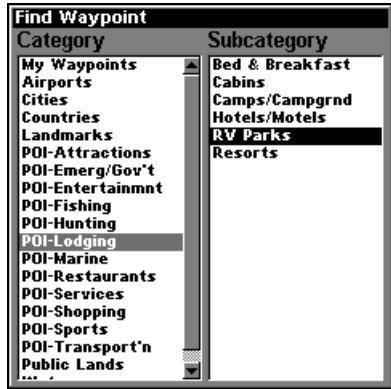 Find Waypoint
Category
Subcategory
My Waypoints
Airports
Cities
Countries
Landmarks
POI-Attractions
POI-Emerg/Gov't
POI-Entertainmnt
POI-Fishing
POI-Hunting
POI-Lodging
POI-Marine
POI-Restaurants
POI-Services
POI-Shopping
POI-Sports
POI-Transport'n
Public Lands
Bed & Breakfast
Cabins
Camps/Campgrnd
Hotels/Motels
RV Parks
Resorts